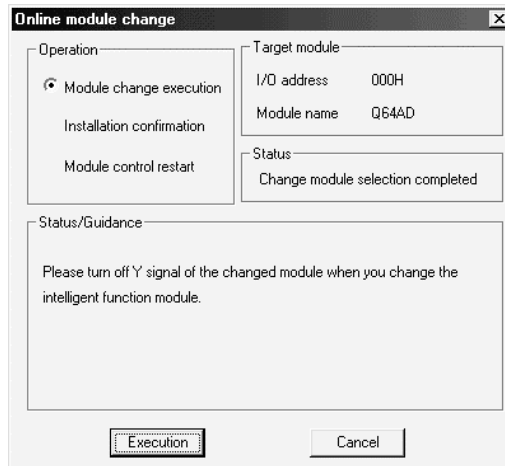 Online module change
Operation
Module change execution
Installation confirmation
Module control restart
Target module
I/O address 000H
Module name Q64AD
Status
Change module selection completed
Status/Guidance
Please turn off Y signal of the changed module when you change the
intelligent function module.
Execution Cancel